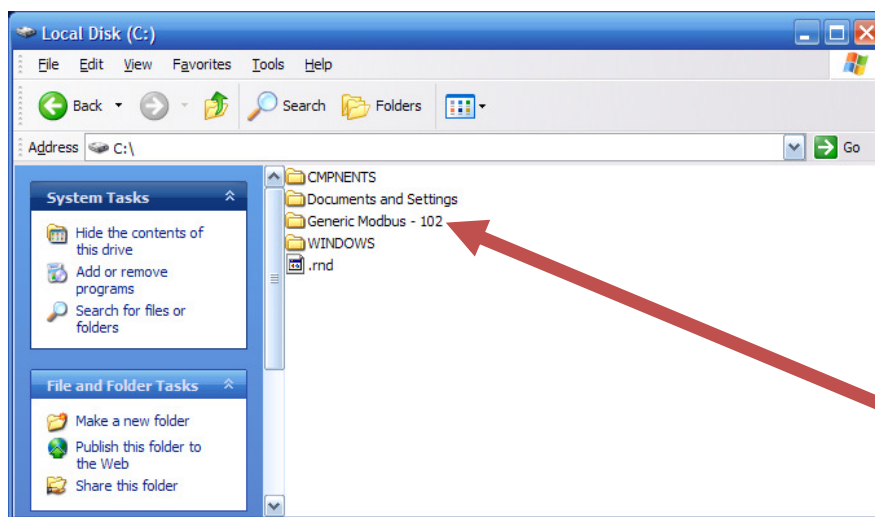 Local Disk (C:)
File Edit View Favorites Tools Help
Back Search Folders
Address C:\ Go
System Tasks
Hide the contents of
this drive
Add or remove
programs
Search for files or
folders
File and Folder Tasks
Make a new folder
Publish this folder to
the Web
Share this folder
CMPNENTS
Documents and Settings
Generic Modbus - 102
WINDOWS
.rnd